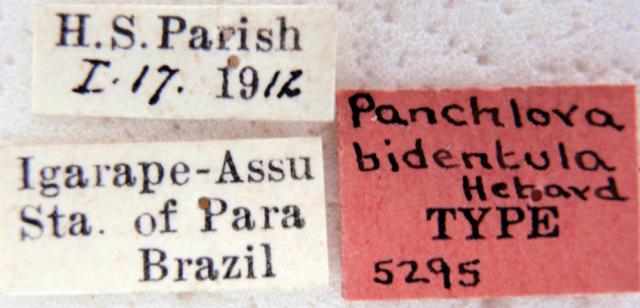 H.S.Parish
I.17. 1912
Igarape-Assu
Sta. of Para
Brazil
Panchlora
bidentula
Hebard
TYPE
5295